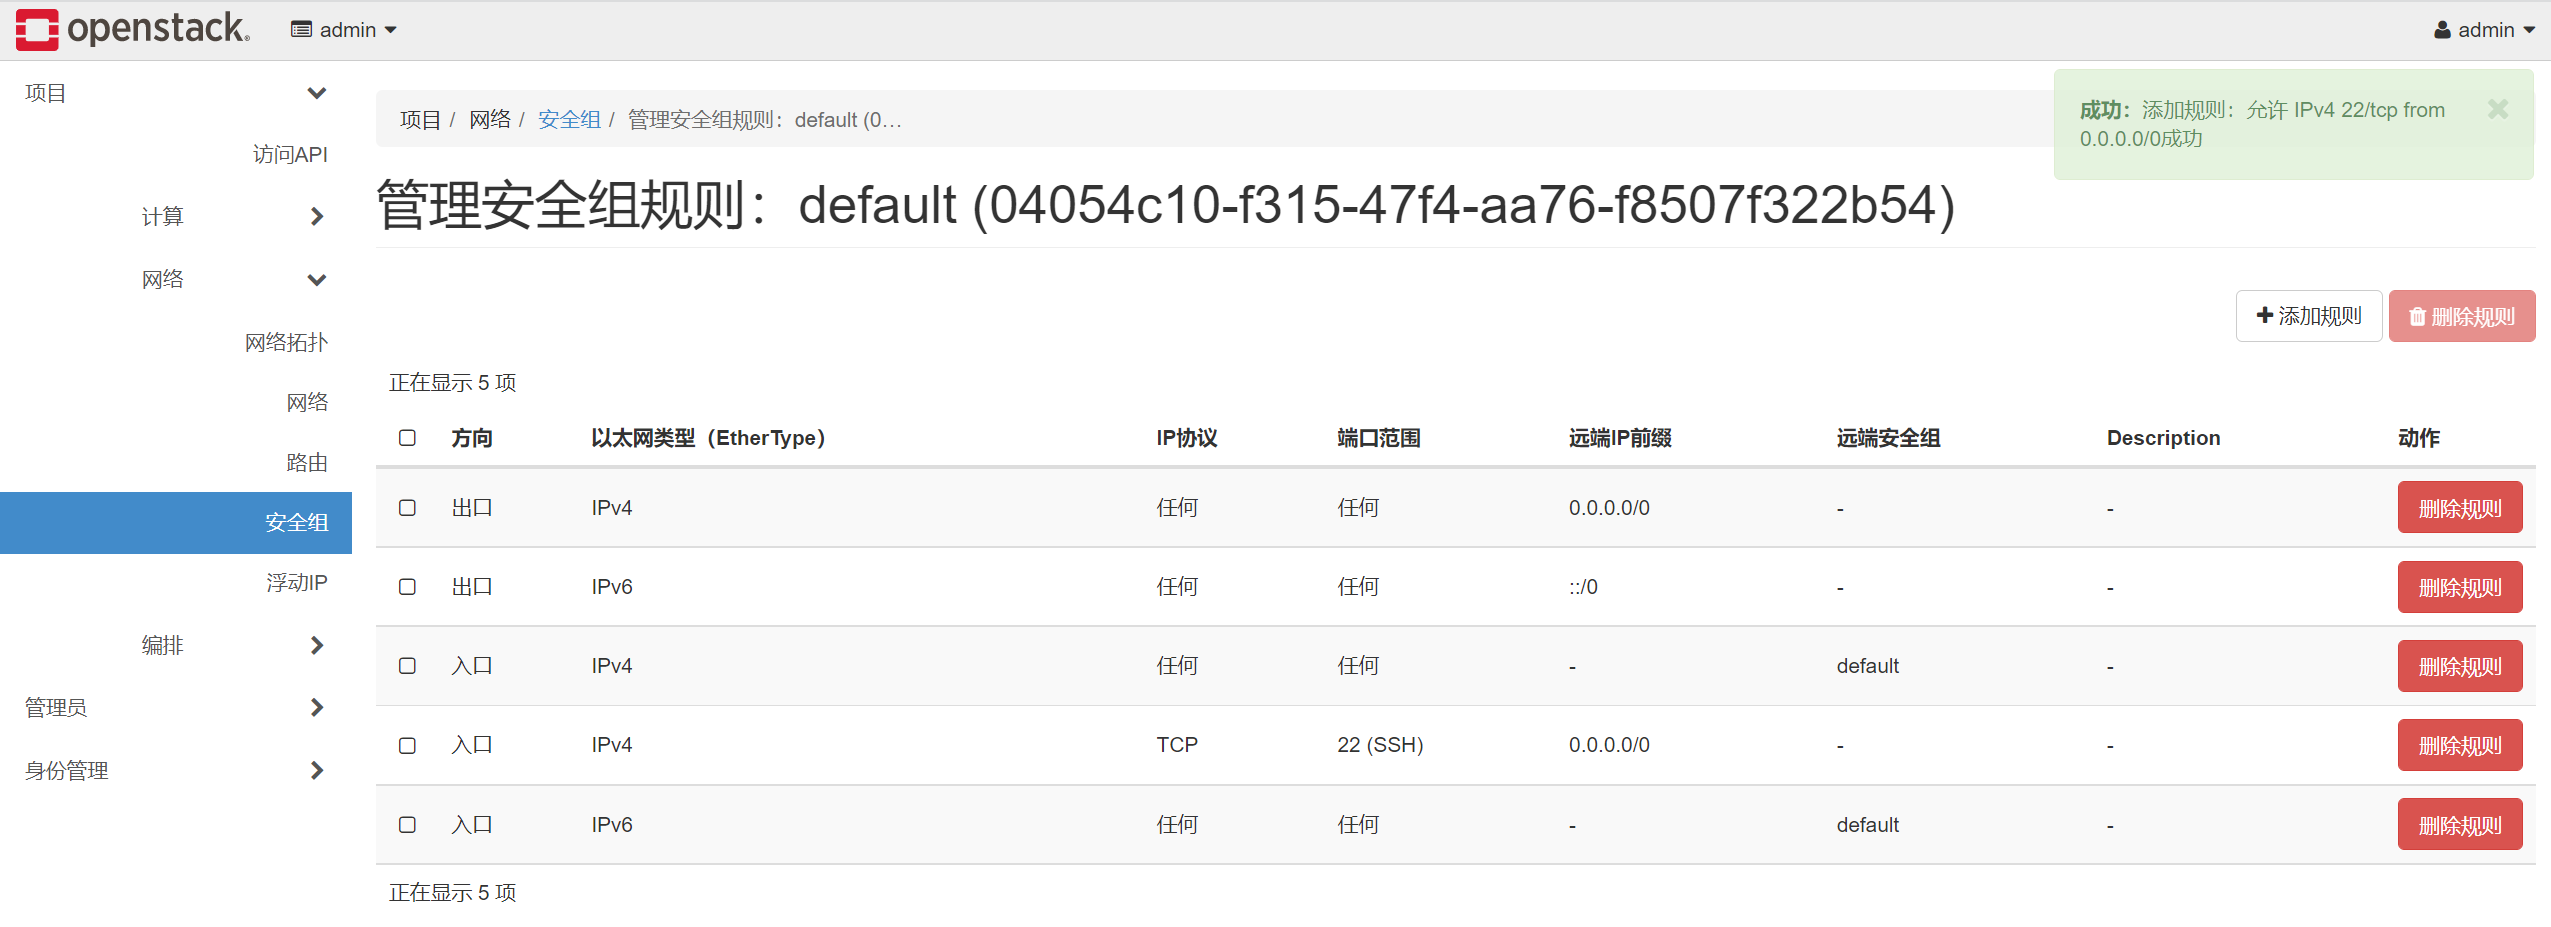 openstack. admin admin
项目
访问API
计算
网络
网络拓扑
网络
路由
安全组
浮动IP
编排
管理员
身份管理
项目 / 网络 / 安全组 / 管理安全组规则：default (0…
成功：添加规则：允许 IPv4 22/tcp from
0.0.0.0/0成功
管理安全组规则：default (04054c10-f315-47f4-aa76-f8507f322b54)
添加规则 删除规则
正在显示 5 项
方向 以太网类型（EtherType） IP协议 端口范围 远端IP前缀 远端安全组 Description 动作
出口 IPv4 任何 任何 0.0.0.0/0 - - 删除规则
出口 IPv6 任何 任何 ::/0 - - 删除规则
入口 IPv4 任何 任何 - default - 删除规则
入口 IPv4 TCP 22 (SSH) 0.0.0.0/0 - - 删除规则
入口 IPv6 任何 任何 - default - 删除规则
正在显示 5 项